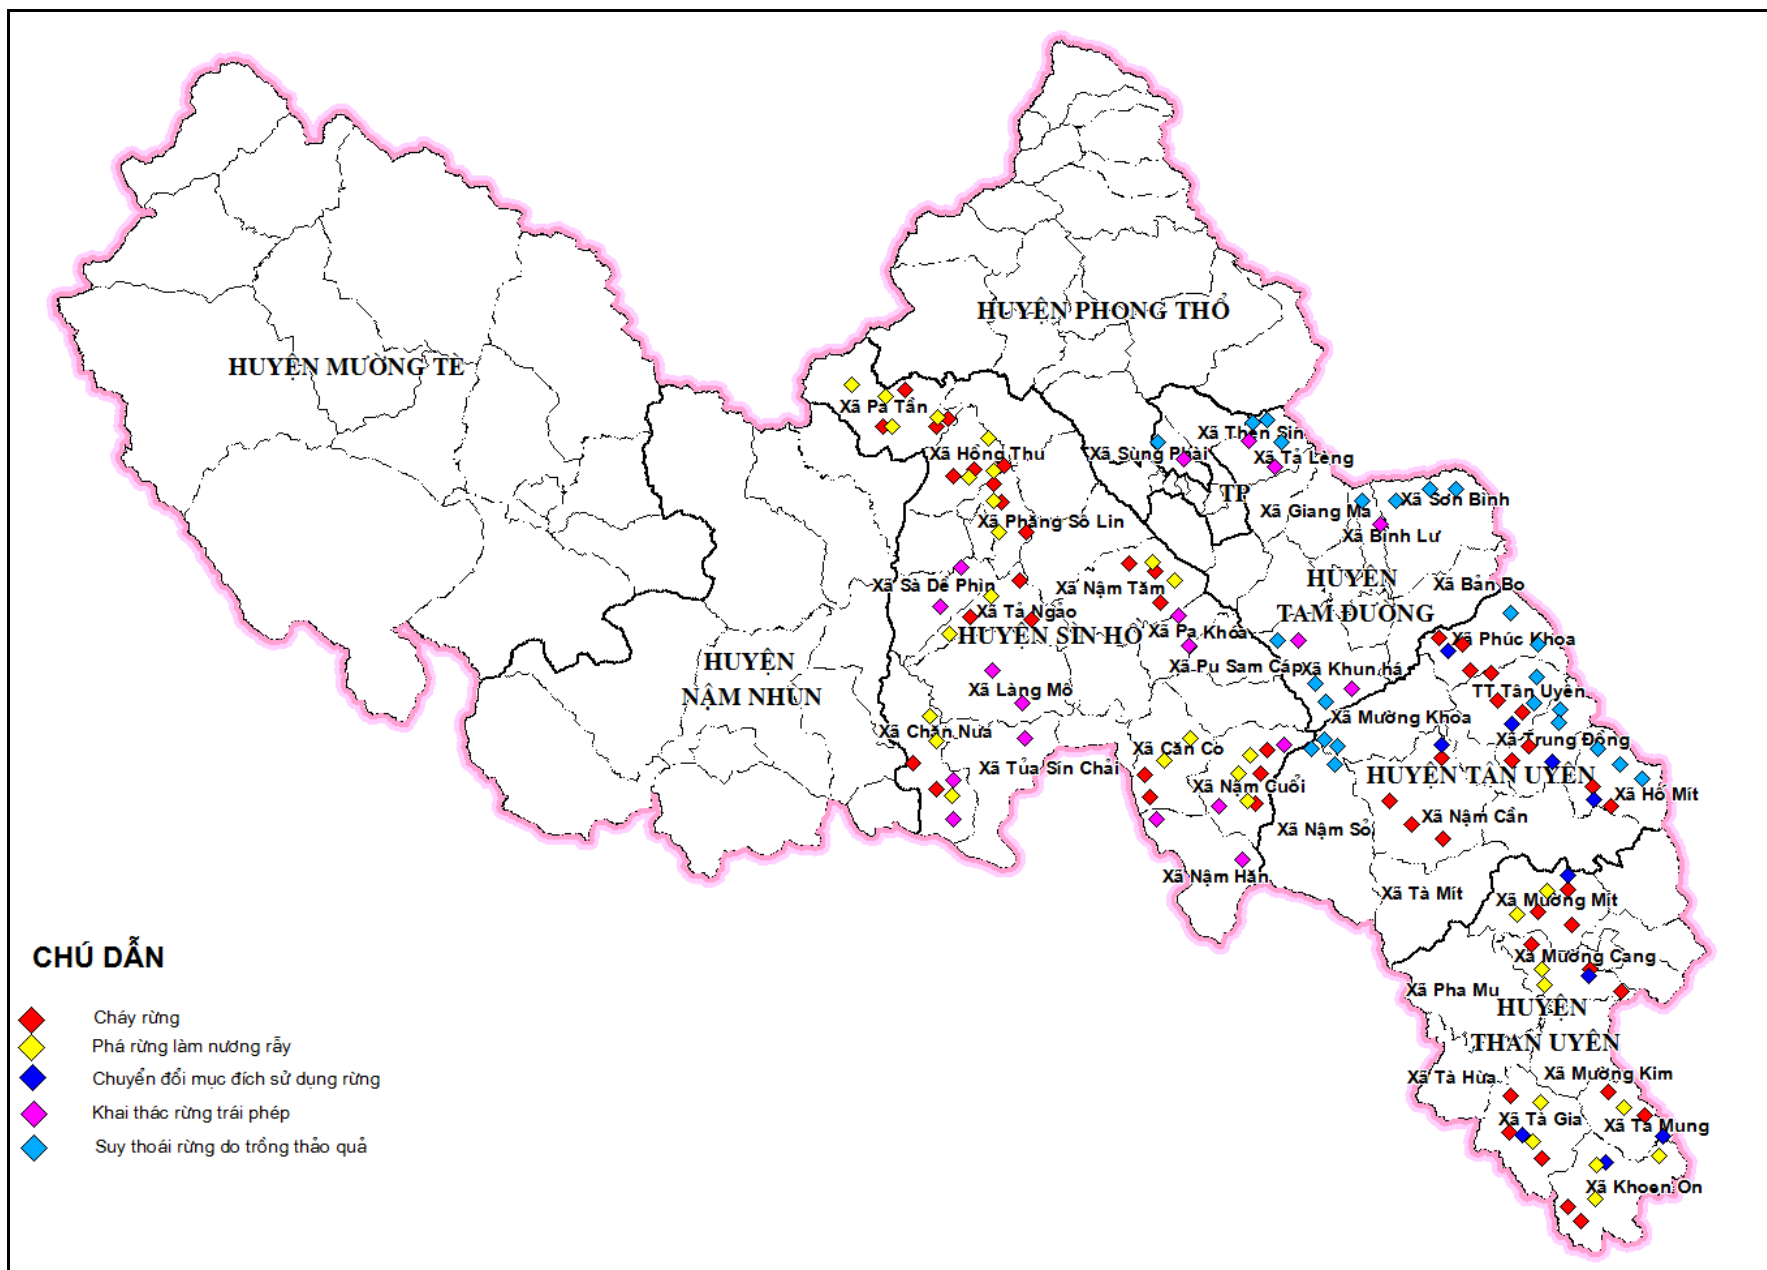 HUYỆN PHONG THỔ
HUYỆN MƯỜNG TÈ
Xã Pa Tần
Xã Hồng Thu
Xã Sùng Phài
Xã Then Sin
Xã Tả Lèng
TP
Xã Giang Ma
Xã Sơn Bình
Xã Bình Lư
Xã Phăng Sô Lin
Xã Sà Dề Phìn
Xã Nậm Tăm
HUYỆN
TAM ĐƯỜNG
Xã Bản Bo
Xã Tả Ngảo
HUYỆN SÌN HỒ
Xã Pa Khóa
Xã Phúc Khoa
HUYỆN
NẬM NHÙN
Xã Pu Sam Cáp
Xã Khun há
Xã Làng Mô
TT Tân Uyên
Xã Mường Khoa
Xã Chăn Nưa
Xã Căn Co
Xã Trung Đồng
Xã Tủa Sín Chải
HUYỆN TÂN UYÊN
Xã Nậm Cuổi
Xã Hố Mít
Xã Nậm Sỏ
Xã Nậm Cần
Xã Nậm Hăn
Xã Tà Mít
Xã Mường Mít
Xã Mường Cang
Xã Pha Mu
HUYỆN
THAN UYÊN
Xã Tà Hừa
Xã Mường Kim
Xã Tà Gia
Xã Tà Mung
Xã Khoen On
CHÚ DẪN
Cháy rừng
Phá rừng làm nương rẫy
Chuyển đổi mục đích sử dụng rừng
Khai thác rừng trái phép
Suy thoái rừng do trồng thảo quả